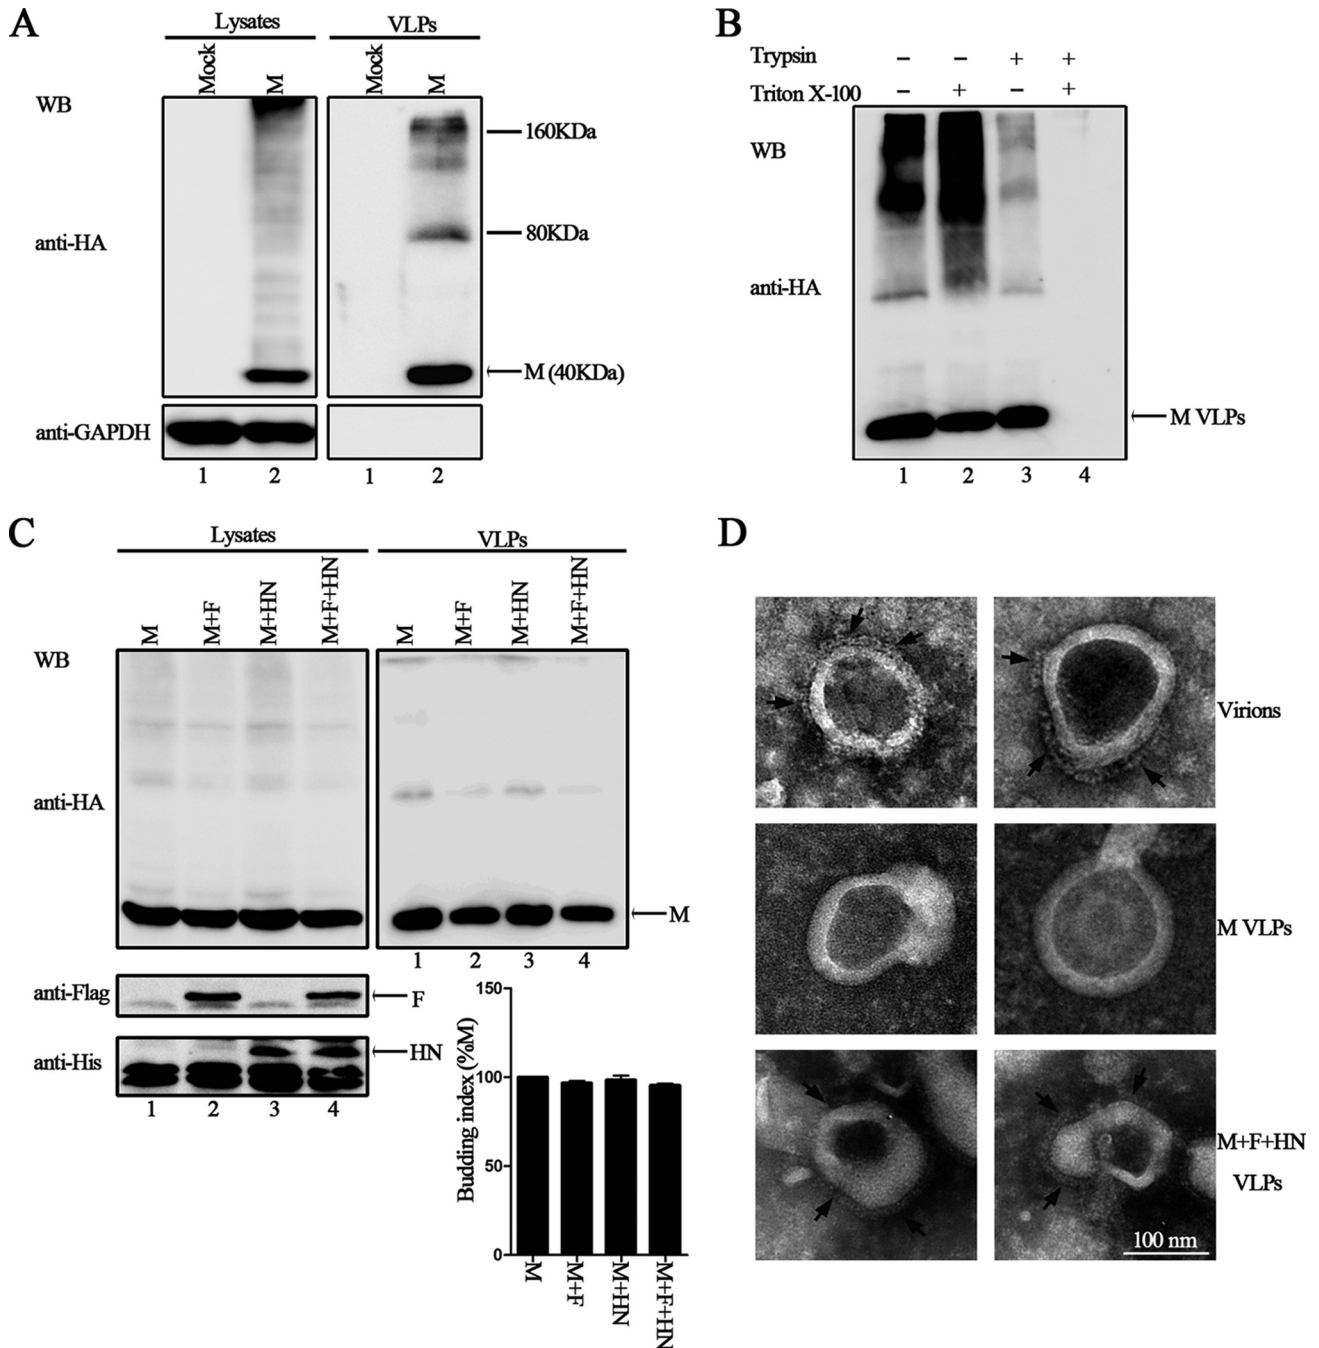 A
Lysates
VLPs
Mock
M
Mock
M
WB
160KDa
anti-HA
80KDa
M (40KDa)
anti-GAPDH
1
2
1
2
B
Trypsin
− − + +
Triton X-100
− + − +
WB
anti-HA
M VLPs
1 2 3 4
C
Lysates
VLPs
M
M+F
M+HN
M+F+HN
M
M+F
M+HN
M+F+HN
WB
anti-HA
M
1 2 3 4
anti-Flag
F
anti-His
HN
1 2 3 4
Budding index (%M)
150
100
50
0
M
M+F
M+HN
M+F+HN
D
Virions
M VLPs
M+F+HN
VLPs
100 nm